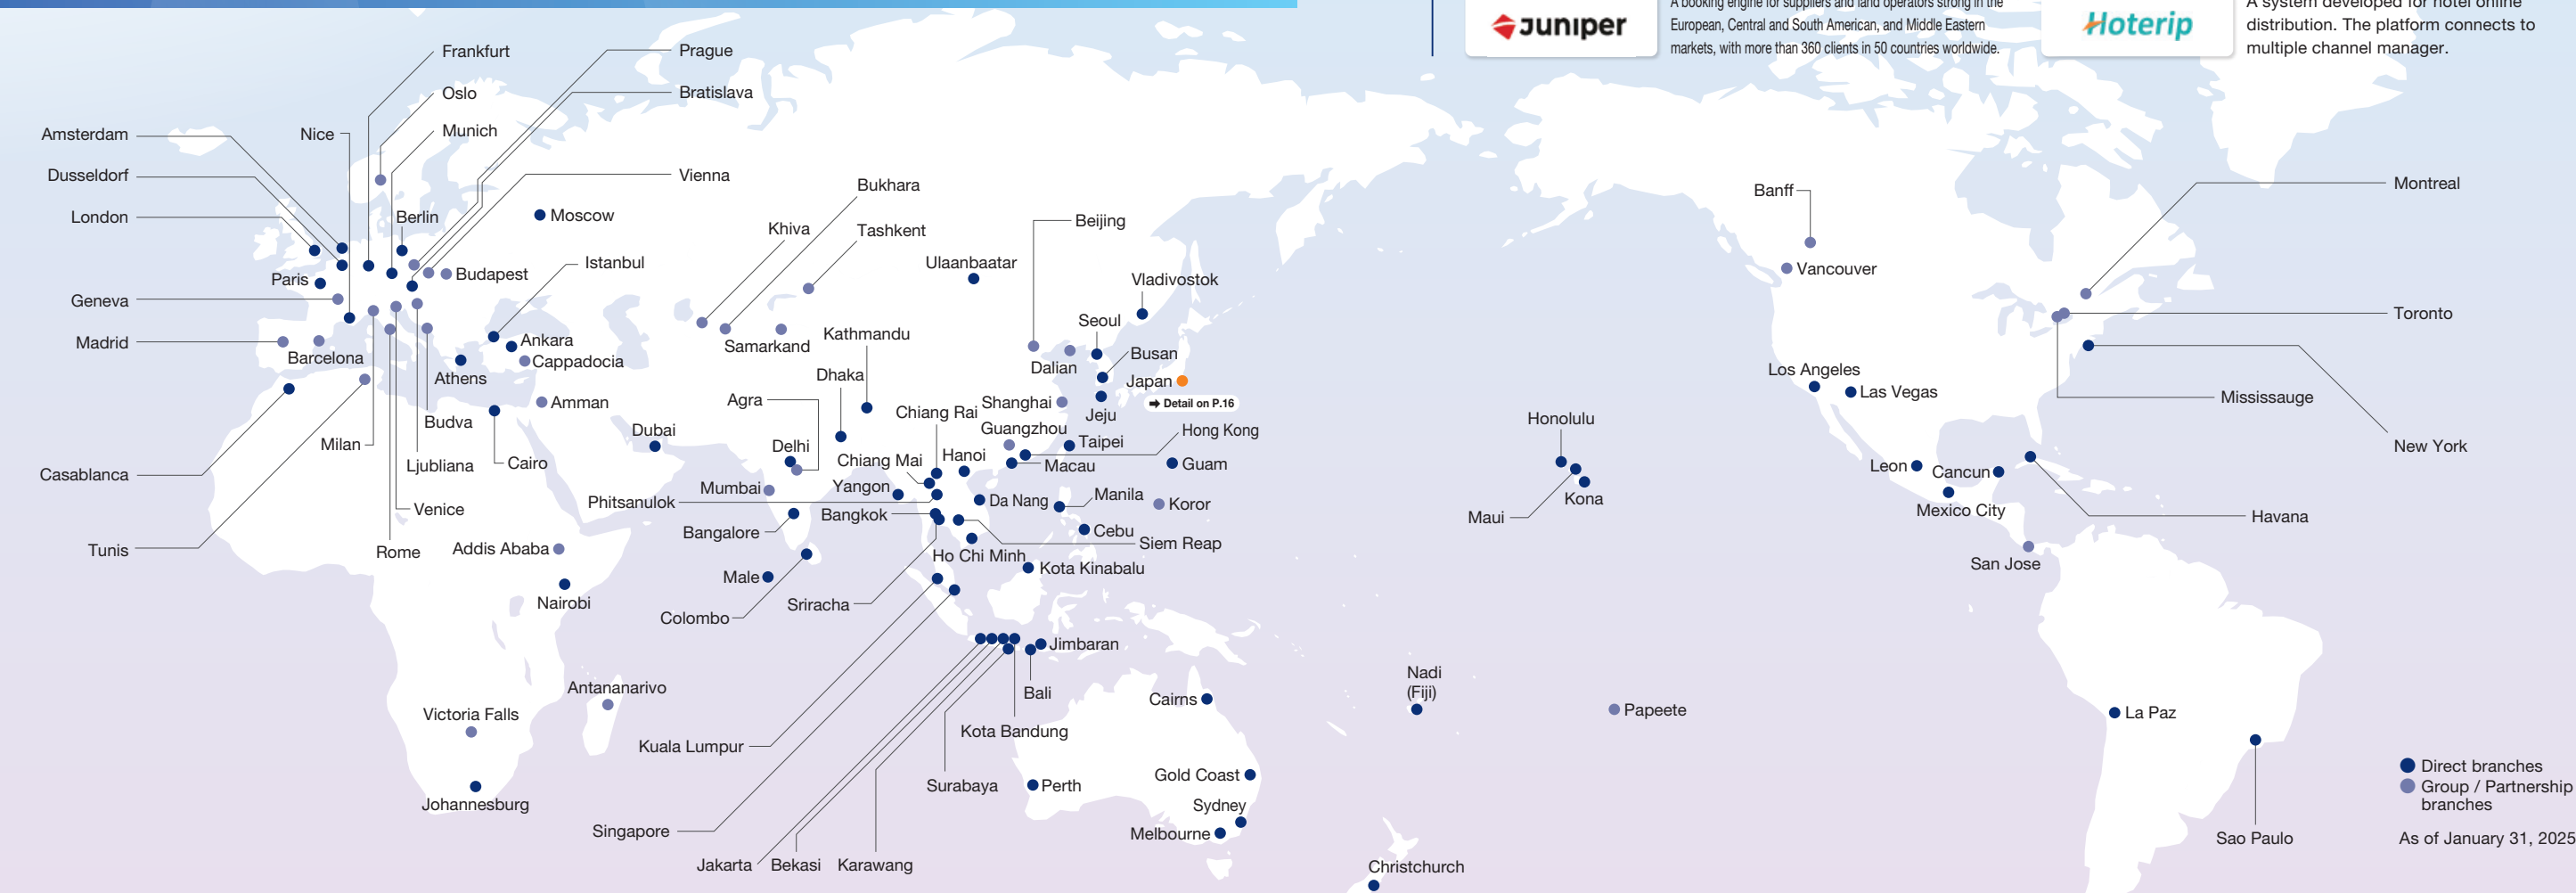 JUNIPER
A booking engine for suppliers and land operators strong in the
European, Central and South American, and Middle Eastern
markets, with more than 360 clients in 50 countries worldwide.
Hoterip
A system developed for hotel online
distribution. The platform connects to
multiple channel manager.
Frankfurt
Prague
Oslo
Bratislava
Amsterdam
Nice
Munich
Dusseldorf
Vienna
London
Berlin
Moscow
Bukhara
Khiva
Tashkent
Beijing
Banff
Montreal
Paris
Budapest
Istanbul
Ulaanbaatar
Vladivostok
Vancouver
Geneva
Toronto
Madrid
Barcelona
Ankara
Cappadocia
Athens
Samarkand
Kathmandu
Seoul
Busan
Dalian
Japan
➡ Detail on P.16
Dhaka
Los Angeles
Las Vegas
Mississauge
Agra
Amman
Budva
Chiang Rai
Shanghai
Jeju
Honolulu
Milan
Dubai
Delhi
Guangzhou
Hong Kong
Taipei
New York
Ljubliana
Cairo
Casablanca
Chiang Mai
Hanoi
Macau
Guam
Leon
Cancun
Mumbai
Yangon
Phitsanulok
Da Nang
Manila
Koror
Kona
Venice
Bangkok
Maui
Mexico City
Havana
Bangalore
Cebu
Tunis
Rome
Addis Ababa
Siem Reap
Ho Chi Minh
San Jose
Kota Kinabalu
Male
Nairobi
Sriracha
Colombo
Jimbaran
Antananarivo
Bali
Nadi
(Fiji)
Cairns
Victoria Falls
Papeete
La Paz
Kota Bandung
Kuala Lumpur
Gold Coast
Direct branches
Surabaya
Perth
Group / Partnership
branches
Johannesburg
Sydney
Singapore
Melbourne
Sao Paulo
As of January 31, 2025
Jakarta
Bekasi
Karawang
Christchurch